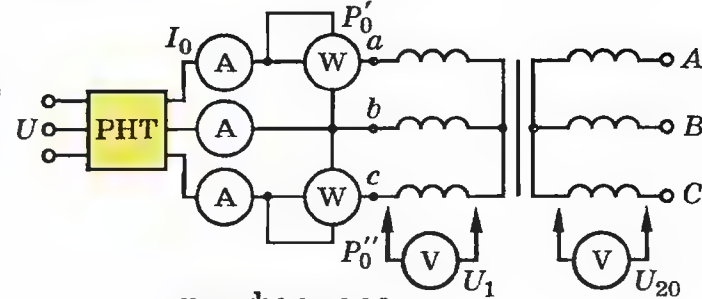 I₀ A P₀′ W a A
U РНТ A b B
A W c C
P₀″ V U₁ V U₂₀